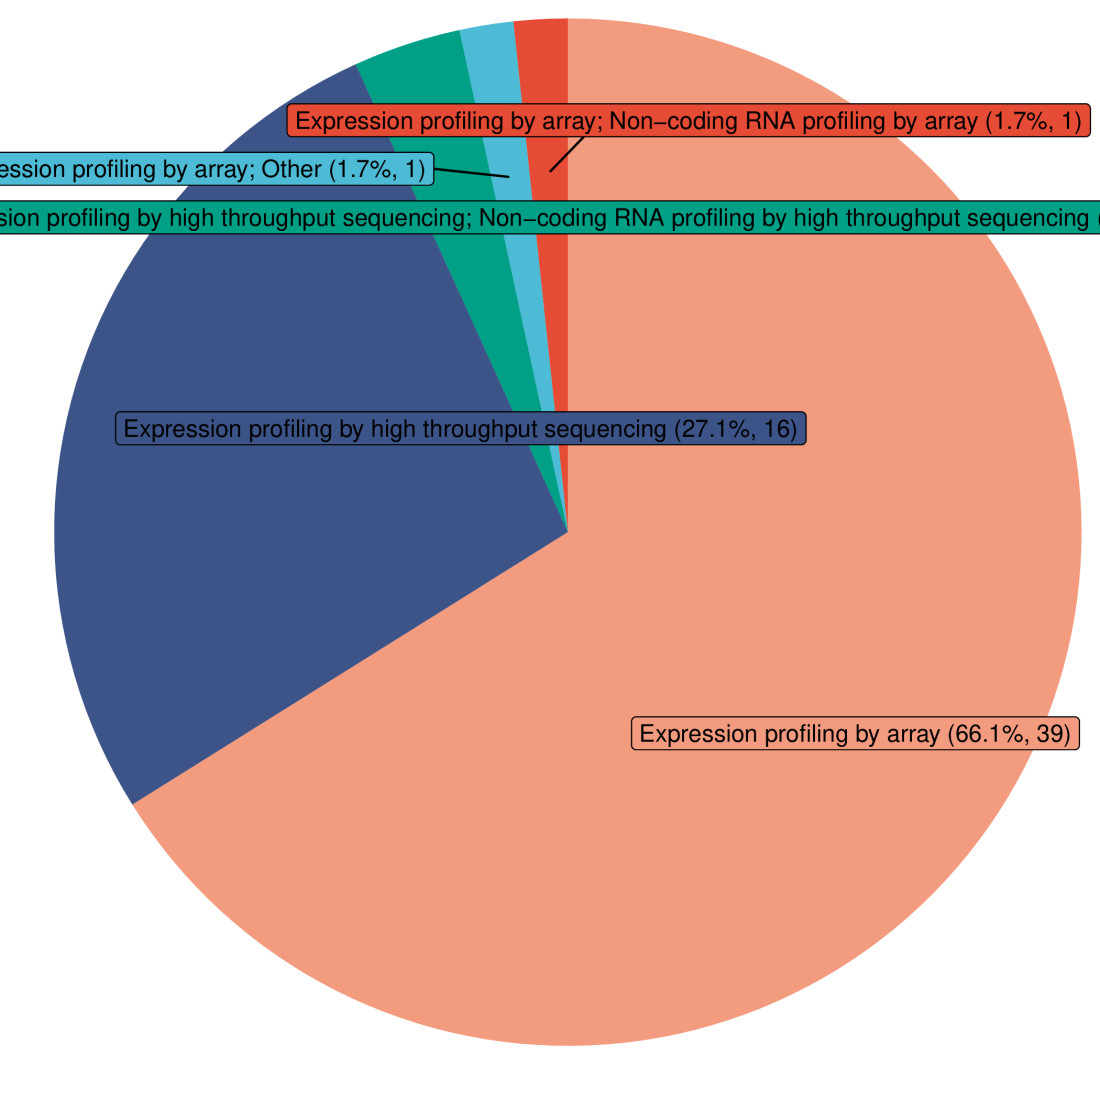 Expression profiling by array; Non−coding RNA profiling by array (1.7%, 1)
ession profiling by array; Other (1.7%, 1)
sion profiling by high throughput sequencing; Non−coding RNA profiling by high throughput sequencing (
Expression profiling by high throughput sequencing (27.1%, 16)
Expression profiling by array (66.1%, 39)